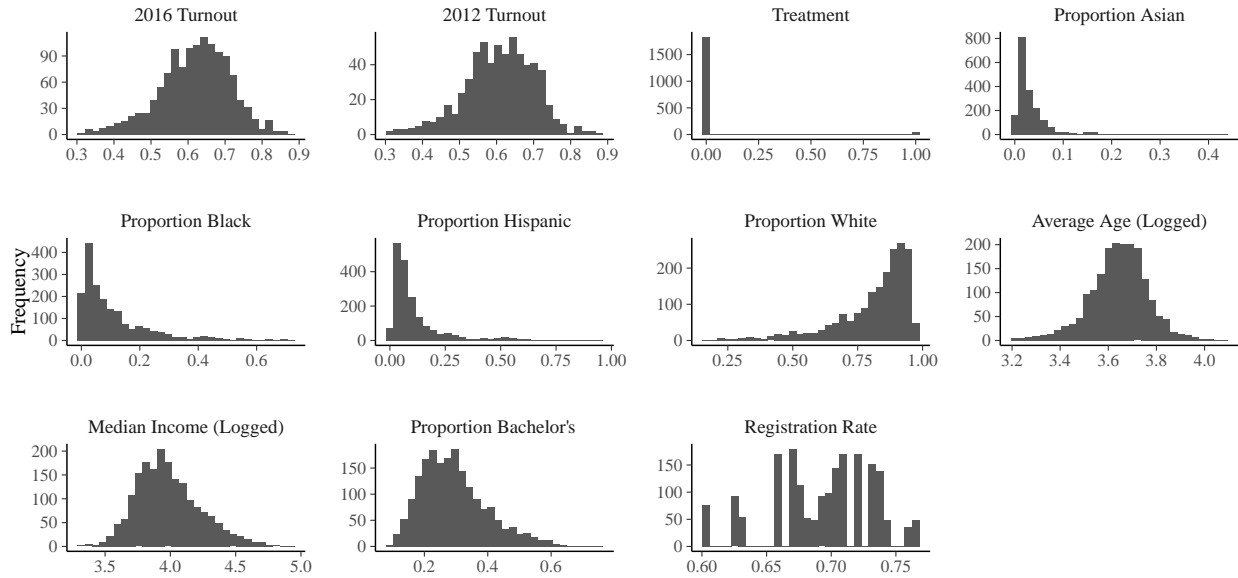 2016 Turnout
90
60
30
0
0.3 0.4 0.5 0.6 0.7 0.8 0.9
2012 Turnout
40
20
0
0.3 0.4 0.5 0.6 0.7 0.8 0.9
Treatment
1500
1000
500
0
0.00 0.25 0.50 0.75 1.00
Proportion Asian
800
600
400
200
0
0.0 0.1 0.2 0.3 0.4
Frequency
Proportion Black
400
300
200
100
0
0.0 0.2 0.4 0.6
Proportion Hispanic
400
200
0
0.00 0.25 0.50 0.75 1.00
Proportion White
200
100
0
0.25 0.50 0.75 1.00
Average Age (Logged)
200
150
100
50
0
3.2 3.4 3.6 3.8 4.0
Median Income (Logged)
200
150
100
50
0
3.5 4.0 4.5 5.0
Proportion Bachelor's
150
100
50
0
0.2 0.4 0.6
Registration Rate
150
100
50
0
0.60 0.65 0.70 0.75